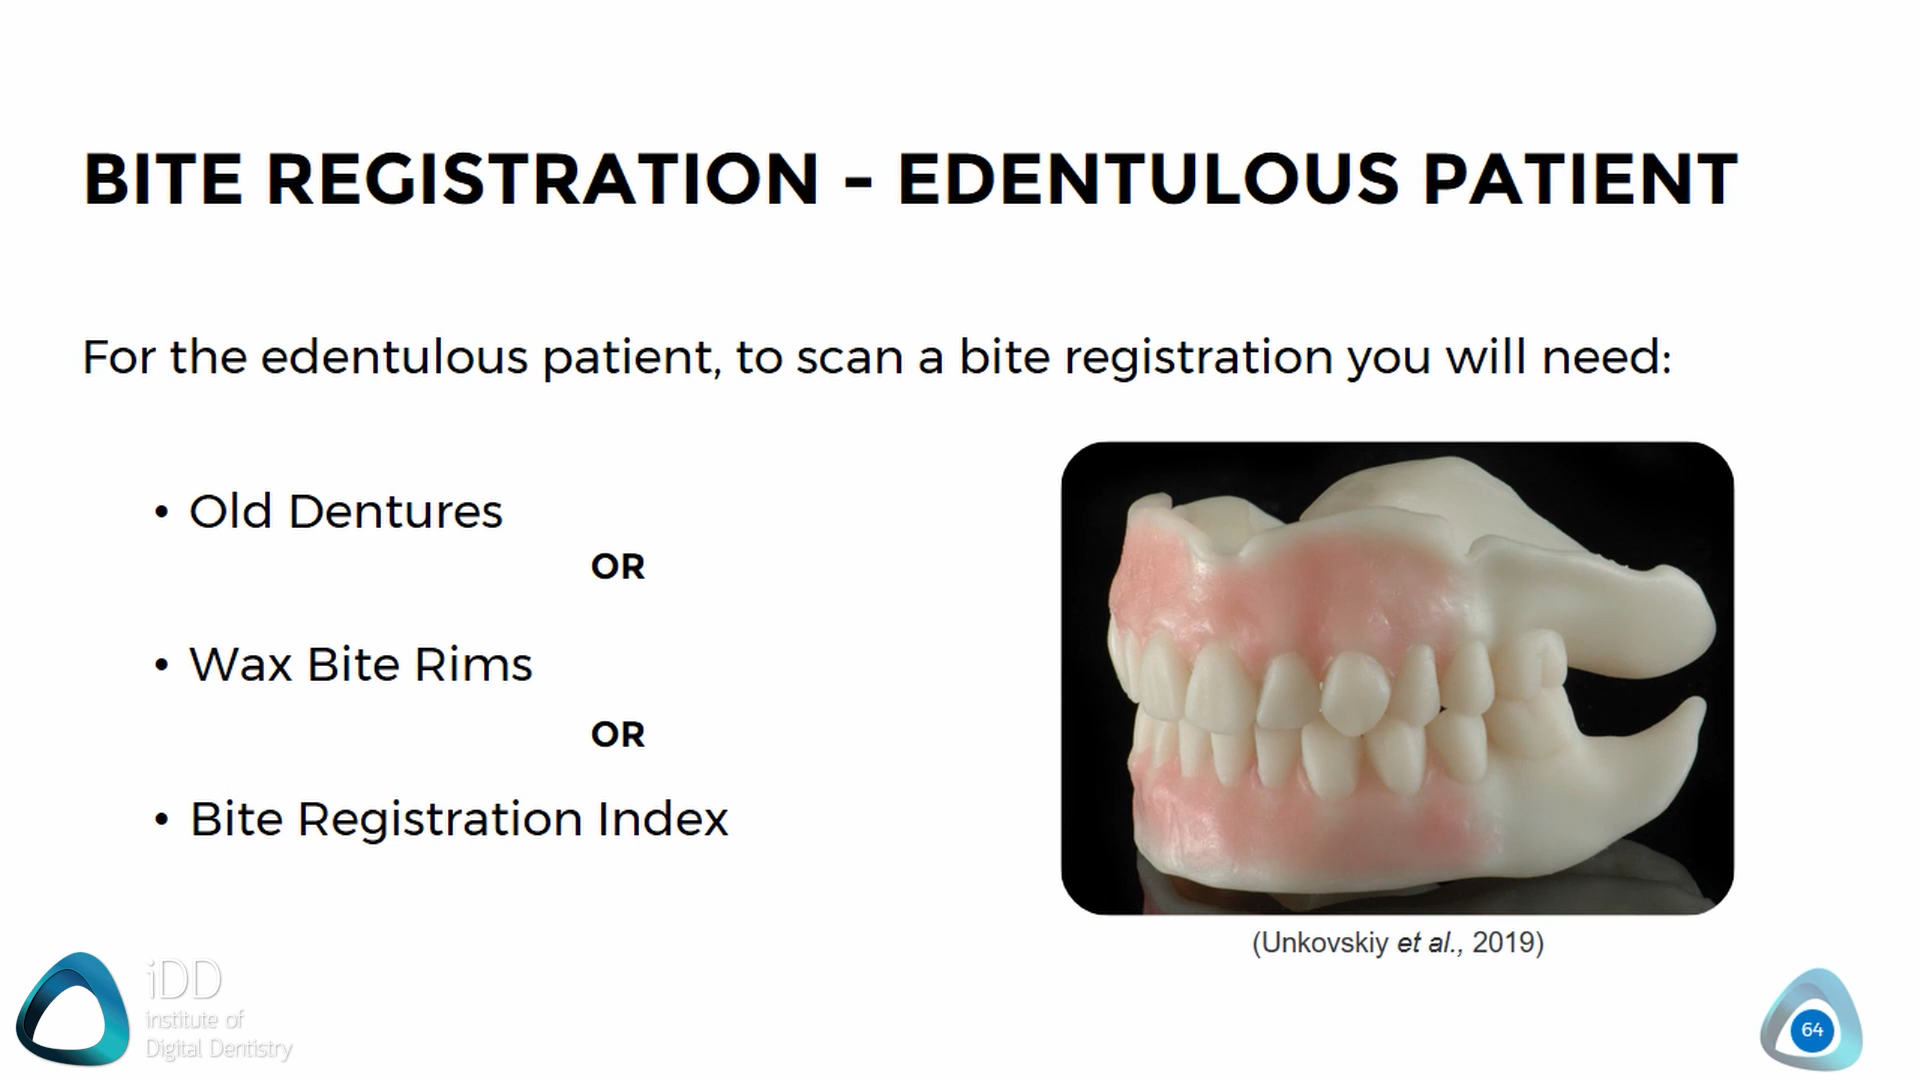 BITE REGISTRATION - EDENTULOUS PATIENT
For the edentulous patient, to scan a bite registration you will need:
• Old Dentures
OR
• Wax Bite Rims
OR
• Bite Registration Index
(Unkovskiy et al., 2019)
iDD
institute of
Digital Dentistry
64